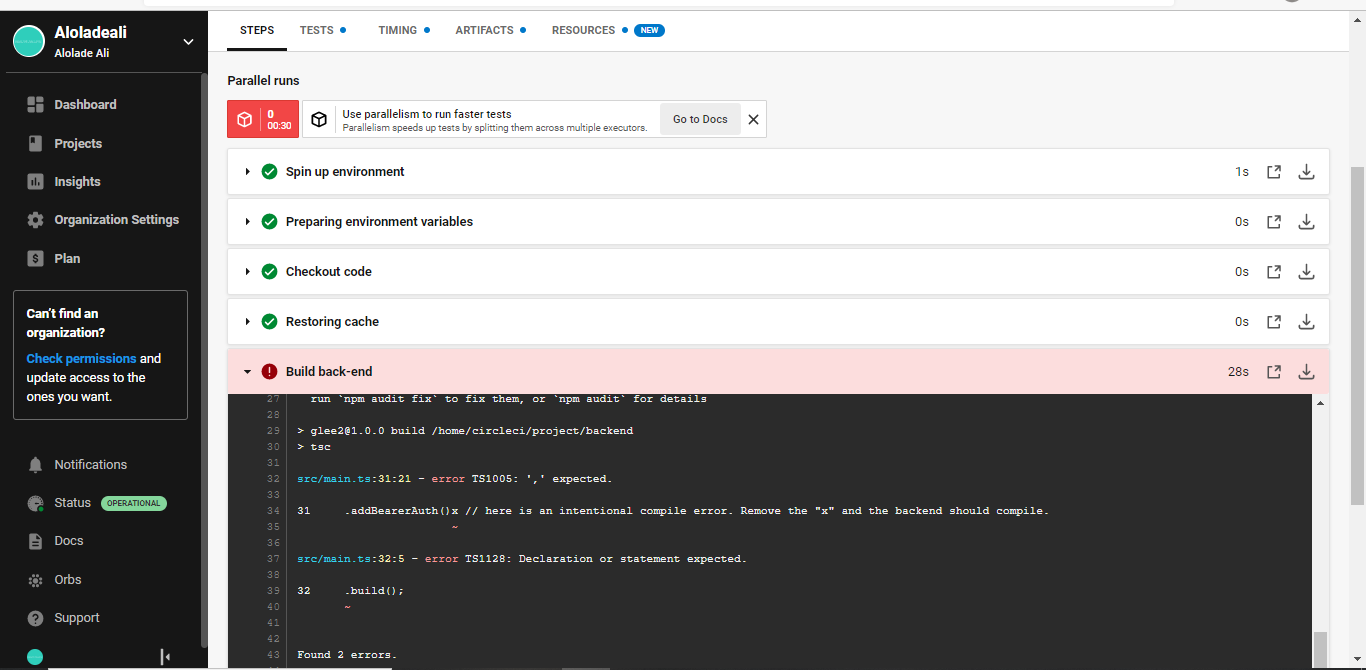 Aloladeali
Alolade Ali
Dashboard
Projects
Insights
Organization Settings
Plan
Can't find an
organization?
Check permissions and
update access to the
ones you want.
Notifications
Status OPERATIONAL
Docs
Orbs
Support
STEPS TESTS TIMING ARTIFACTS RESOURCES NEW
Parallel runs
0
00:30
Use parallelism to run faster tests
Parallelism speeds up tests by splitting them across multiple executors.
Go to Docs
Spin up environment 1s
Preparing environment variables 0s
Checkout code 0s
Restoring cache 0s
Build back-end 28s
27 run `npm audit fix` to fix them, or `npm audit` for details
28
29 > glee2@1.0.0 build /home/circleci/project/backend
30 > tsc
31
32 src/main.ts:31:21 - error TS1005: ',' expected.
33
34 31 .addBearerAuth()x // here is an intentional compile error. Remove the "x" and the backend should compile.
35 ~
36
37 src/main.ts:32:5 - error TS1128: Declaration or statement expected.
38
39 32 .build();
40 ~
41
42
43 Found 2 errors.